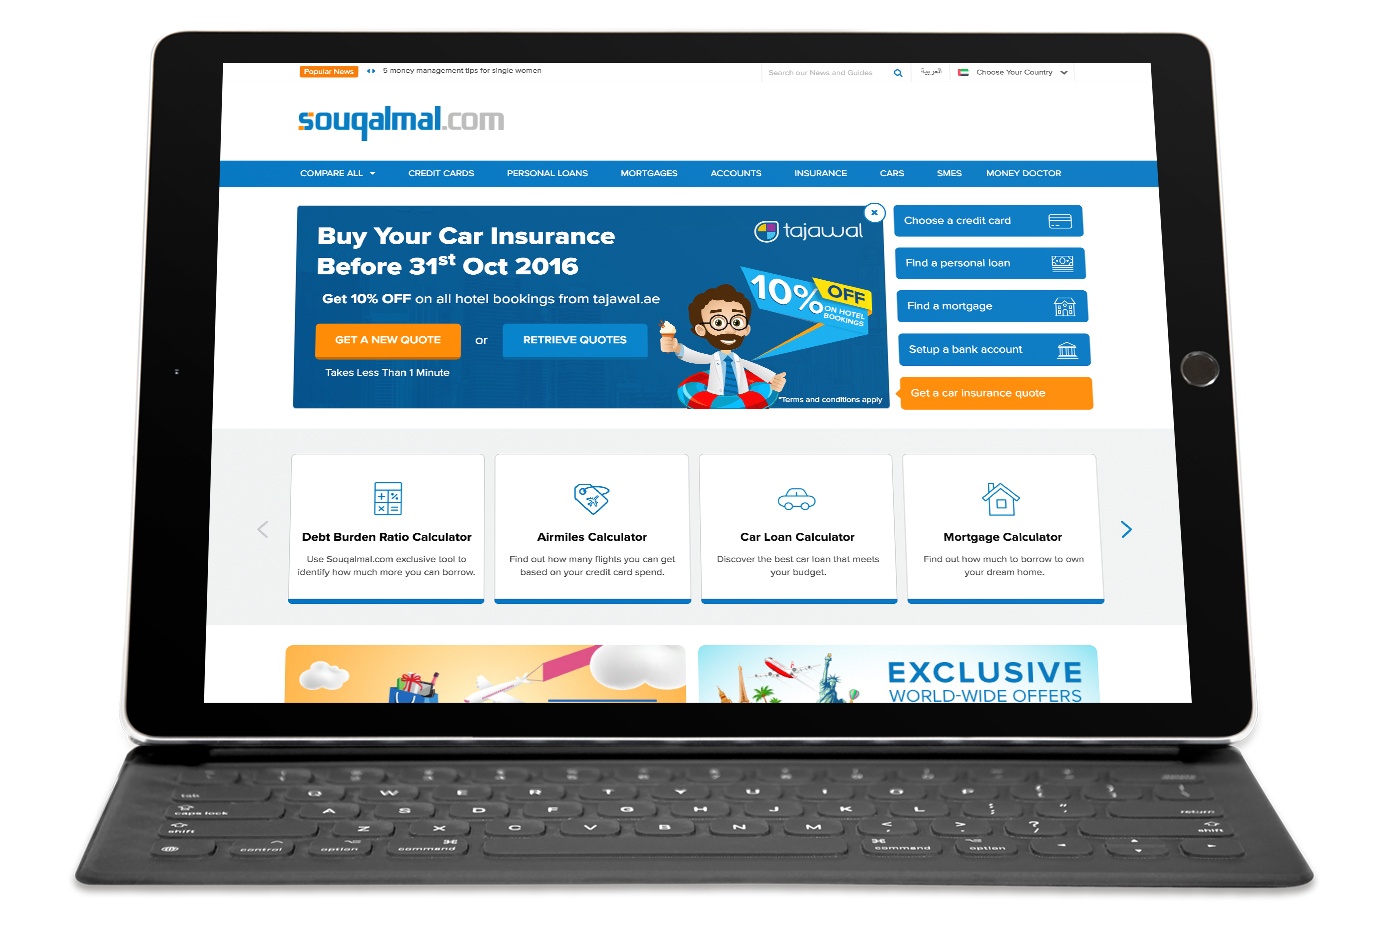 Popular News
5 money management tips for single women
Search our News and Guides
العربية
Choose Your Country
souqalmal.com
COMPARE ALL
CREDIT CARDS
PERSONAL LOANS
MORTGAGES
ACCOUNTS
INSURANCE
CARS
SMES
MONEY DOCTOR
Buy Your Car Insurance
Before 31st Oct 2016
Get 10% OFF on all hotel bookings from tajawal.ae
GET A NEW QUOTE
or
RETRIEVE QUOTES
Takes Less Than 1 Minute
tajawal
10% OFF
ON HOTEL
BOOKINGS
*Terms and conditions apply
Choose a credit card
Find a personal loan
Find a mortgage
Setup a bank account
Get a car insurance quote
Debt Burden Ratio Calculator
Use Souqalmal.com exclusive tool to
identify how much more you can borrow.
Airmiles Calculator
Find out how many flights you can get
based on your credit card spend.
Car Loan Calculator
Discover the best car loan that meets
your budget.
Mortgage Calculator
Find out how much to borrow to own
your dream home.
EXCLUSIVE
WORLD-WIDE OFFERS
tab Q W E R T Y U I O P
caps lock A S D F G H J K L return
shift Z X C V B N M < > ? shift
control option command command option